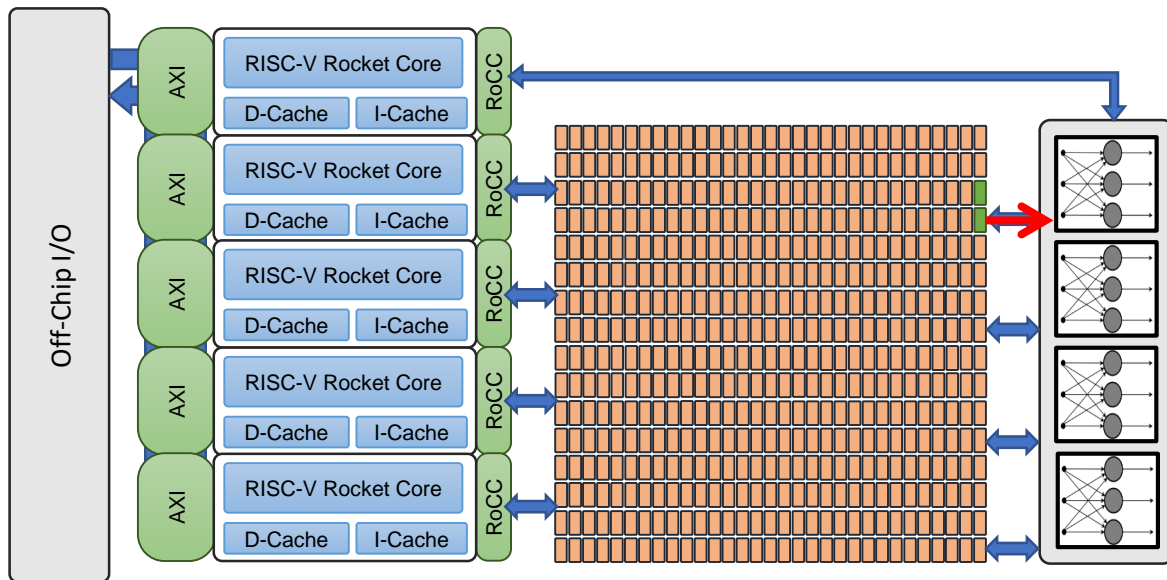 Off-Chip I/O
AXI
RISC-V Rocket Core
D-Cache
I-Cache
RoCC
AXI
RISC-V Rocket Core
D-Cache
I-Cache
RoCC
AXI
RISC-V Rocket Core
D-Cache
I-Cache
RoCC
AXI
RISC-V Rocket Core
D-Cache
I-Cache
RoCC
AXI
RISC-V Rocket Core
D-Cache
I-Cache
RoCC